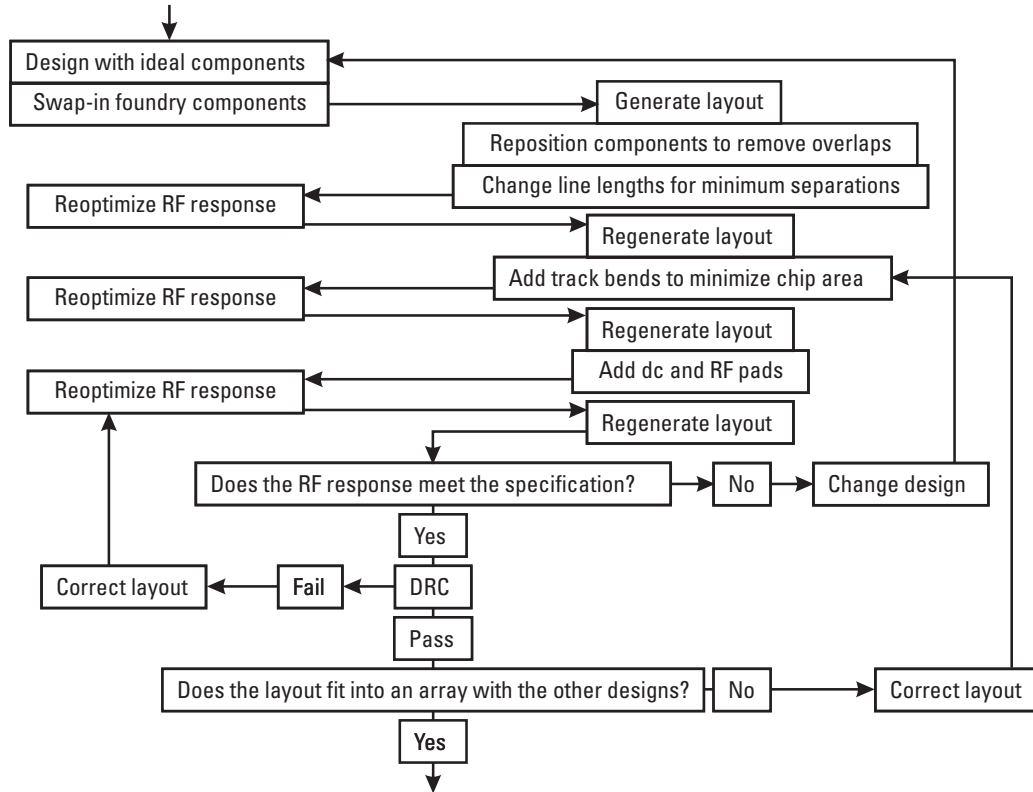 Design with ideal components
Swap-in foundry components
Generate layout
Reposition components to remove overlaps
Change line lengths for minimum separations
Reoptimize RF response
Regenerate layout
Add track bends to minimize chip area
Reoptimize RF response
Regenerate layout
Add dc and RF pads
Reoptimize RF response
Regenerate layout
Does the RF response meet the specification?
No
Change design
Yes
Correct layout
Fail
DRC
Pass
Does the layout fit into an array with the other designs?
No
Correct layout
Yes